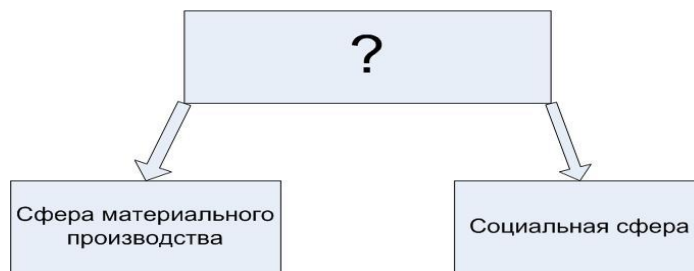 ?
Сфера материального
производства
Социальная сфера